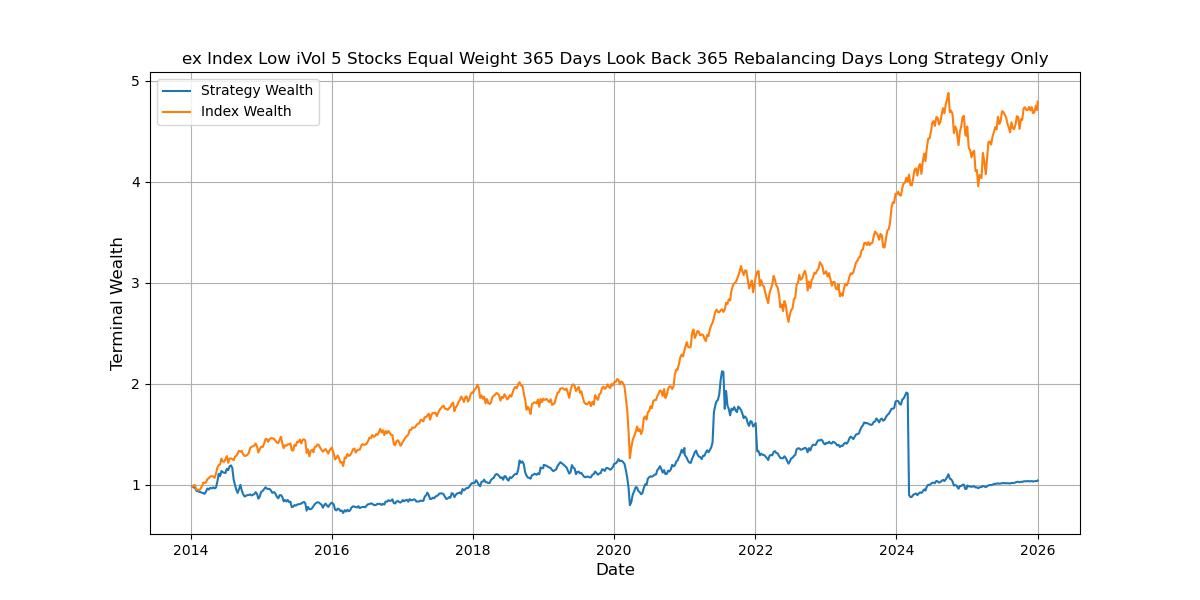 ex Index Low iVol 5 Stocks Equal Weight 365 Days Look Back 365 Rebalancing Days Long Strategy Only
Strategy Wealth
Index Wealth
Terminal Wealth
5
4
3
2
1
2014 2016 2018 2020 2022 2024 2026
Date